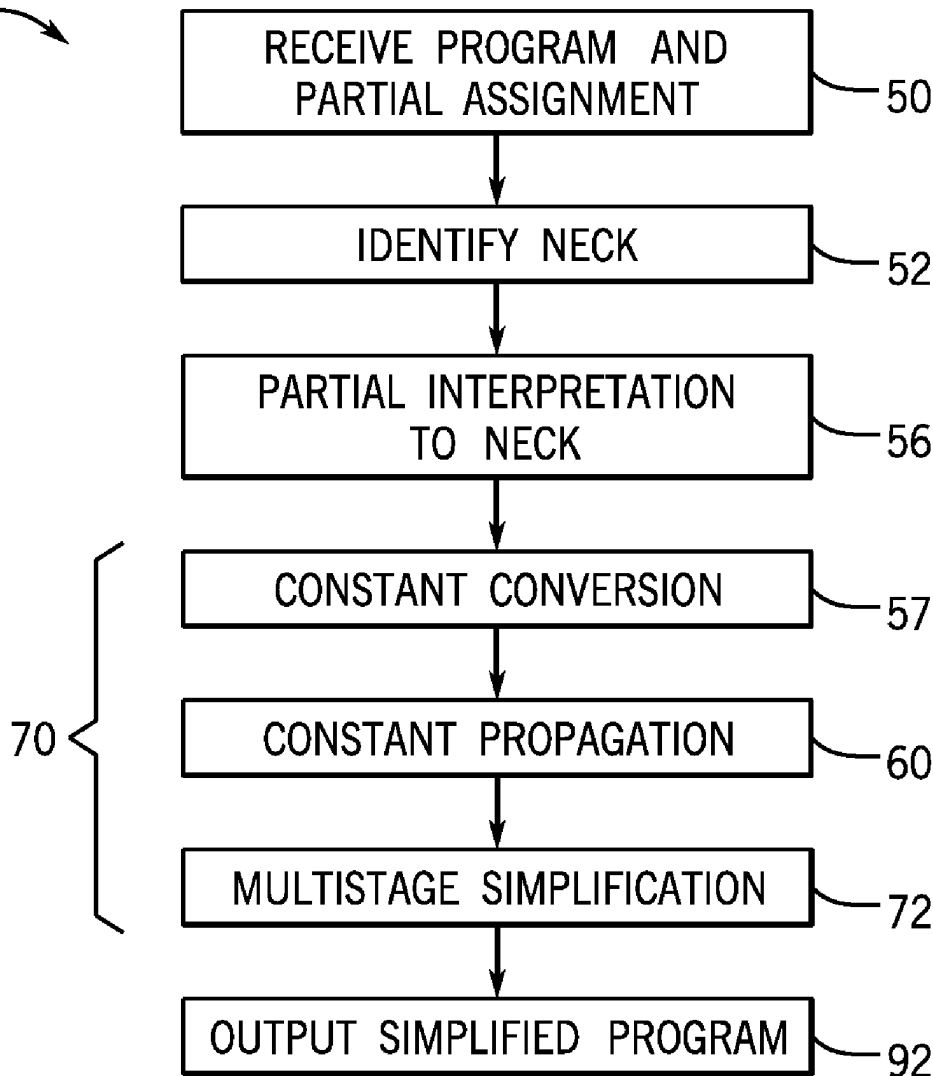 RECEIVE PROGRAM AND
PARTIAL ASSIGNMENT
50
IDENTIFY NECK
52
PARTIAL INTERPRETATION
TO NECK
56
CONSTANT CONVERSION
57
70
CONSTANT PROPAGATION
60
MULTISTAGE SIMPLIFICATION
72
OUTPUT SIMPLIFIED PROGRAM
92